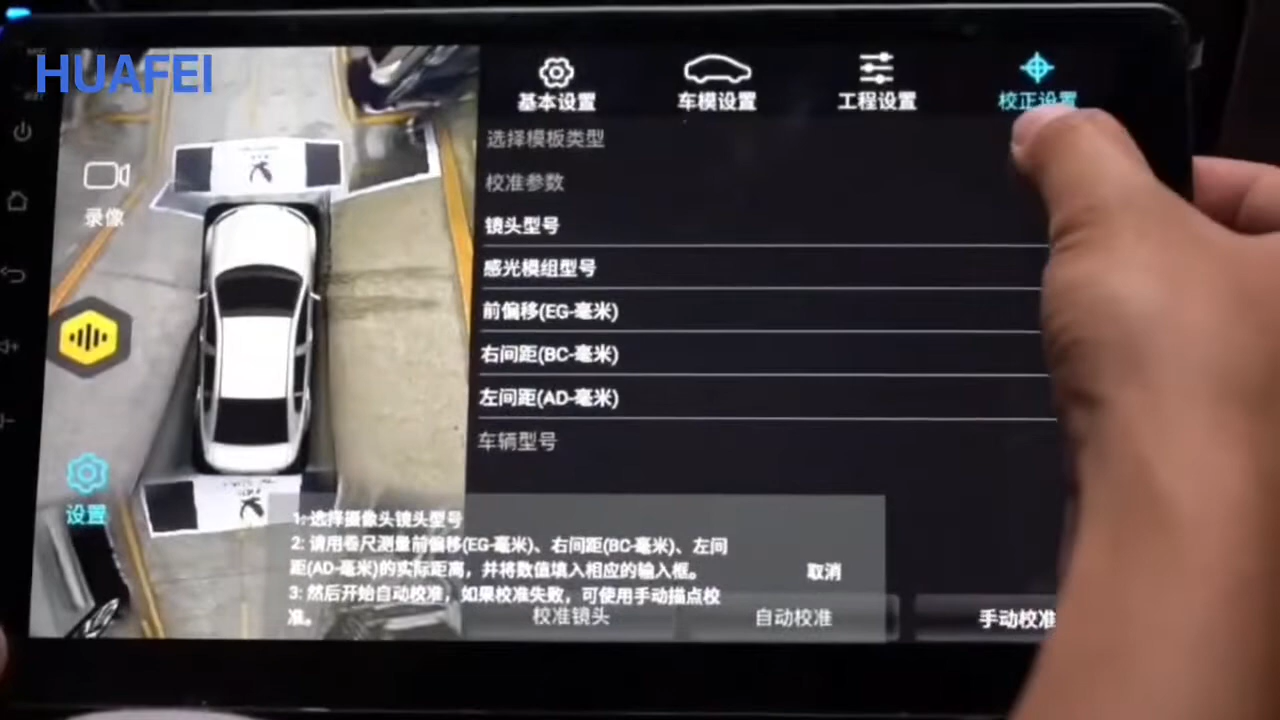 HUAFEI
基本设置
车模设置
工程设置
校正设置
录像
选择模板类型
校准参数
镜头型号
感光模组型号
前偏移(EG-毫米)
右间距(BC-毫米)
左间距(AD-毫米)
车辆型号
设置
1: 选择摄像头镜头型号
2: 请用卷尺测量前偏移(EG-毫米)、右间距(BC-毫米)、左间
距(AD-毫米)的实际距离，并将数值填入相应的输入框。
3: 然后开始自动校准，如果校准失败，可使用手动描点校
准。
取消
校准镜头
自动校准
手动校准